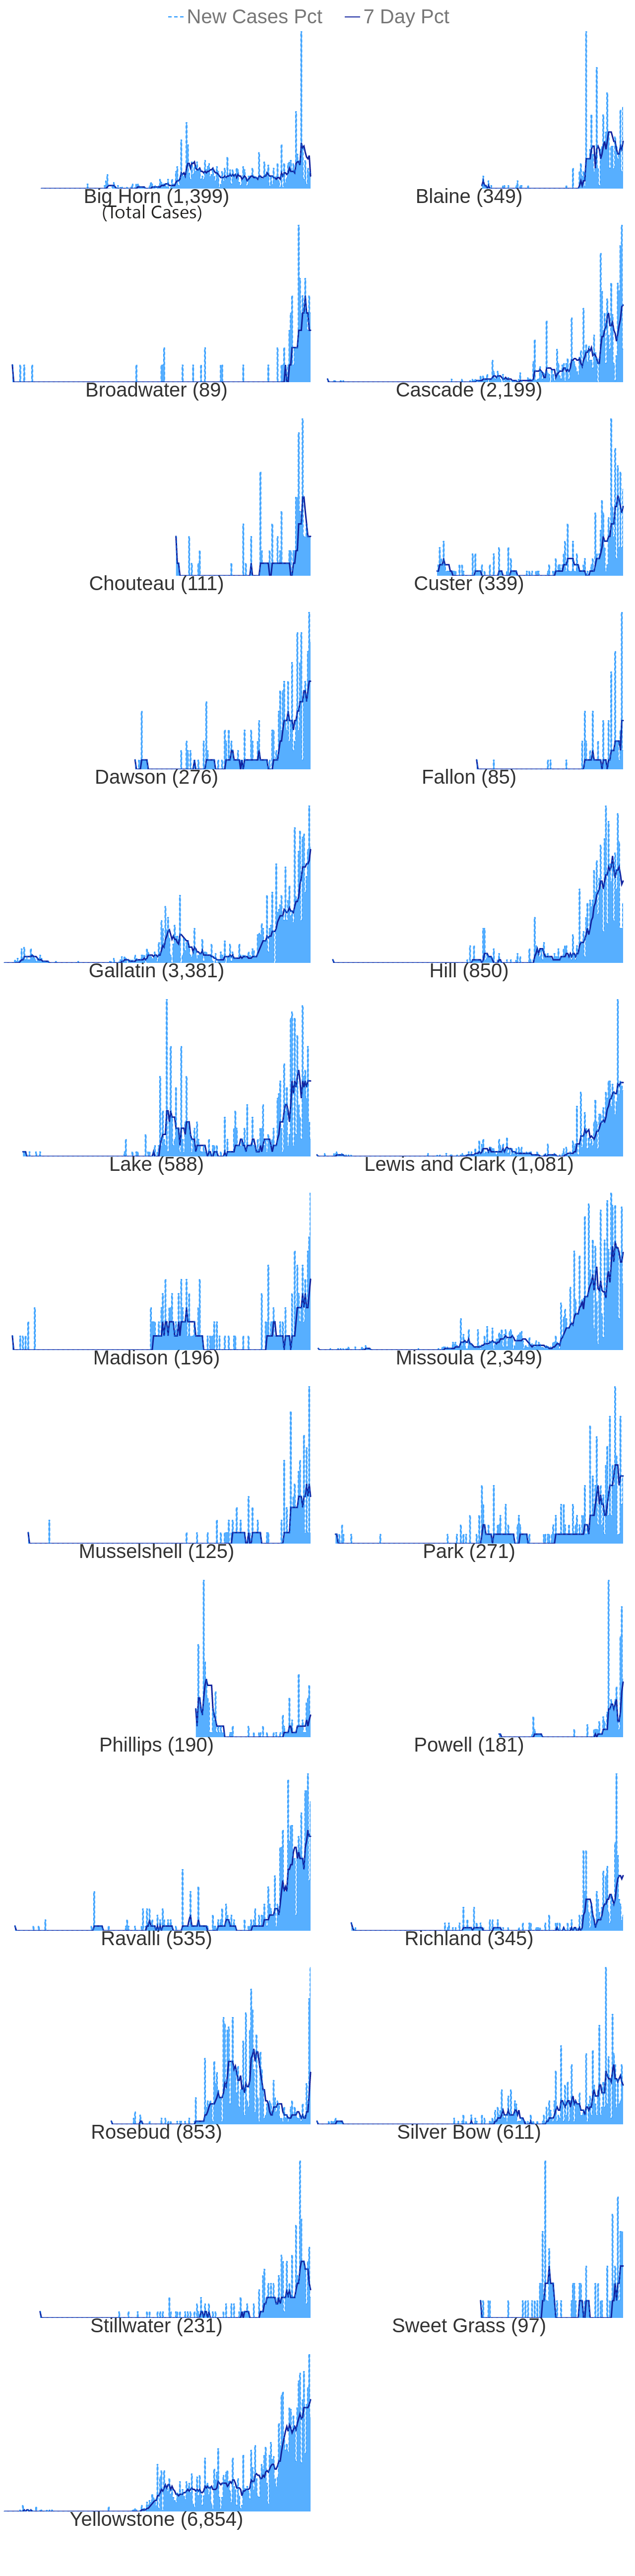 New Cases Pct 7 Day Pct
Big Horn (1,399) Blaine (349)
(Total Cases)
Broadwater (89) Cascade (2,199)
Chouteau (111) Custer (339)
Dawson (276) Fallon (85)
Gallatin (3,381) Hill (850)
Lake (588) Lewis and Clark (1,081)
Madison (196) Missoula (2,349)
Musselshell (125) Park (271)
Phillips (190) Powell (181)
Ravalli (535) Richland (345)
Rosebud (853) Silver Bow (611)
Stillwater (231) Sweet Grass (97)
Yellowstone (6,854)